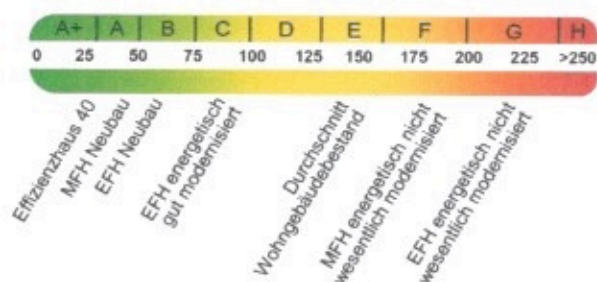 A+ A B C D E F G H
0 25 50 75 100 125 150 175 200 225 >250
Effizienzhaus 40
MFH Neubau
EFH Neubau
EFH energetisch
gut modernisiert
Durchschnitt
Wohngebäudebestand
MFH energetisch nicht
wesentlich modernisiert
EFH energetisch nicht
wesentlich modernisiert